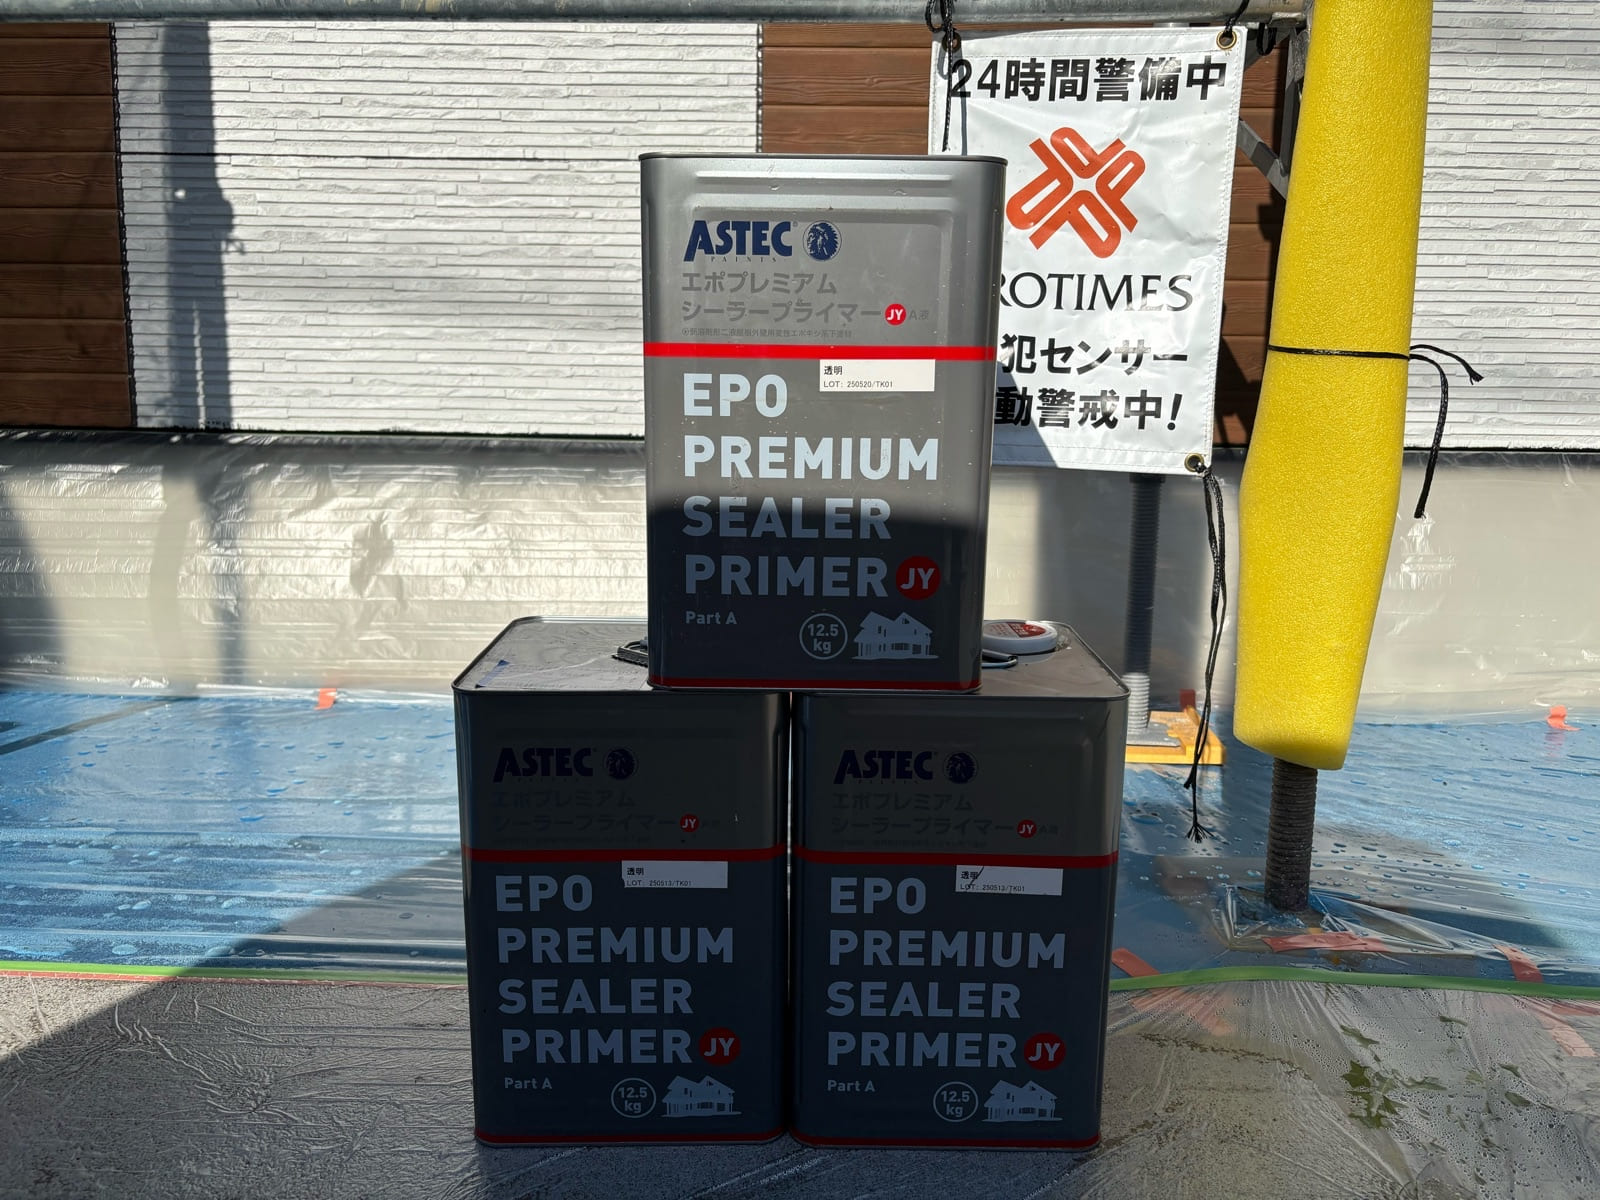 24時間警備中
ROTIMES
犯センサー
動警戒中!
ASTEC
PAINTS
エポプレミアム
シーラープライマー JY A液
透明
LOT: 250520/TK01
EPO
PREMIUM
SEALER
PRIMER JY
Part A
12.5
kg
ASTEC
エポプレミアム
シーラープライマー JY A液
透明
LOT: 250513/TK01
EPO
PREMIUM
SEALER
PRIMER JY
Part A
12.5
kg
ASTEC
エポプレミアム
シーラープライマー JY A液
透明
LOT: 250513/TK01
EPO
PREMIUM
SEALER
PRIMER JY
Part A
12.5
kg